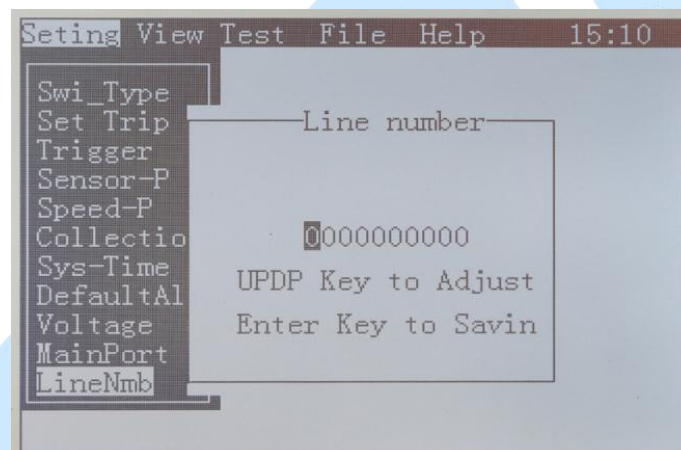 Seting View Test File Help 15:10
Swi_Type
Set Trip
Trigger
Sensor-P
Speed-P
Collectio
Sys-Time
DefaultAl
Voltage
MainPort
LineNmb
Line number
0000000000
UPDP Key to Adjust
Enter Key to Savin